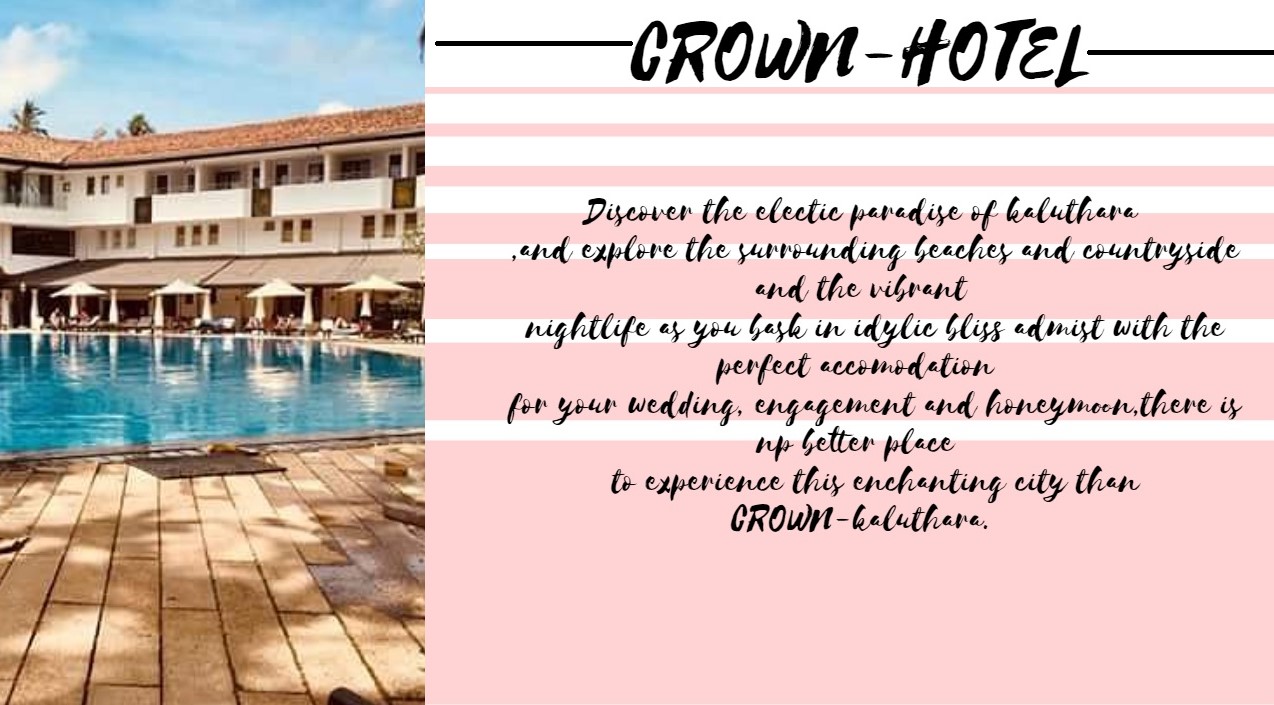 CROWN-HOTEL
Discover the electic paradise of kaluthara
,and explore the surrounding beaches and countryside
and the vibrant
nightlife as you bask in idylic bliss admist with the
perfect accomodation
for your wedding, engagement and honeymoon,there is
np better place
to experience this enchanting city than
CROWN-kaluthara.